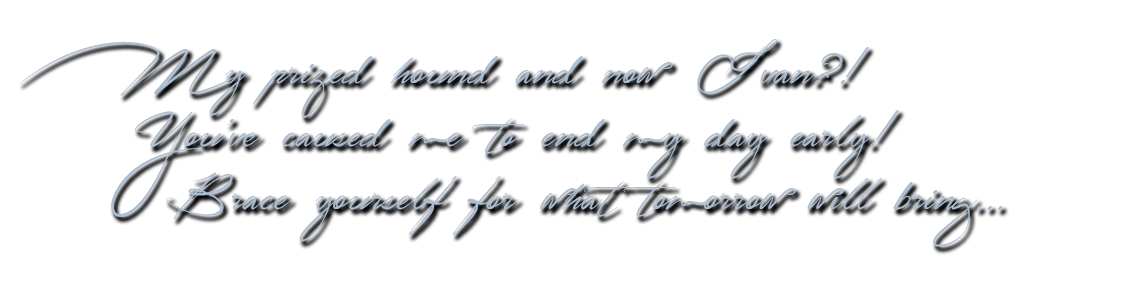 My prized hound and now Ivan?!
You've caused me to end my day early!
Brace yourself for what tomorrow will bring...